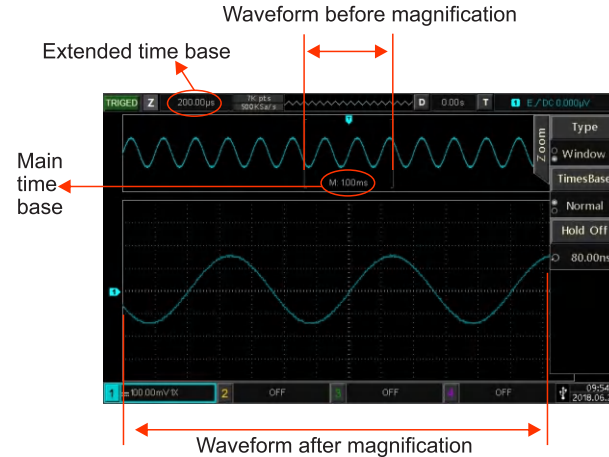 Waveform before magnification
Extended time base
TRIGED Z 200.00μs 7K pts D 0.00s T 1 E/DC 0.000μV
100KSa/s
T
Zoom
Type
Window
TimesBase
Normal
Hold Off
80.00ns
Main
time
base
M: 100ms
1
1 100.00mV 1X 2 OFF 3 OFF 4 OFF 09:54
2018.06.
Waveform after magnification